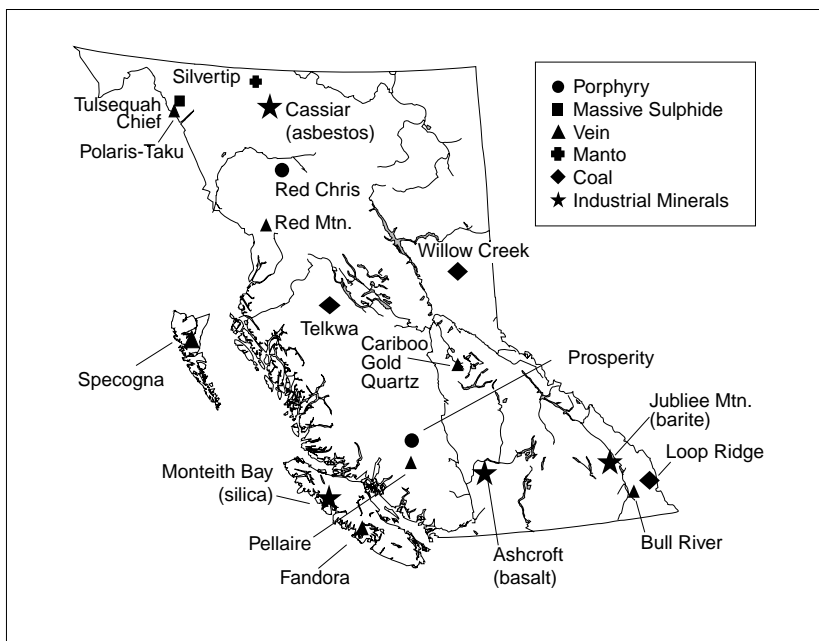 Silvertip
Tulsequah
Chief
Polaris-Taku
Cassiar
(asbestos)
Porphyry
Massive Sulphide
Vein
Manto
Coal
Industrial Minerals
Red Chris
Red Mtn.
Willow Creek
Telkwa
Specogna
Cariboo
Gold
Quartz
Prosperity
Jubliee Mtn.
(barite)
Loop Ridge
Monteith Bay
(silica)
Pellaire
Fandora
Ashcroft
(basalt)
Bull River